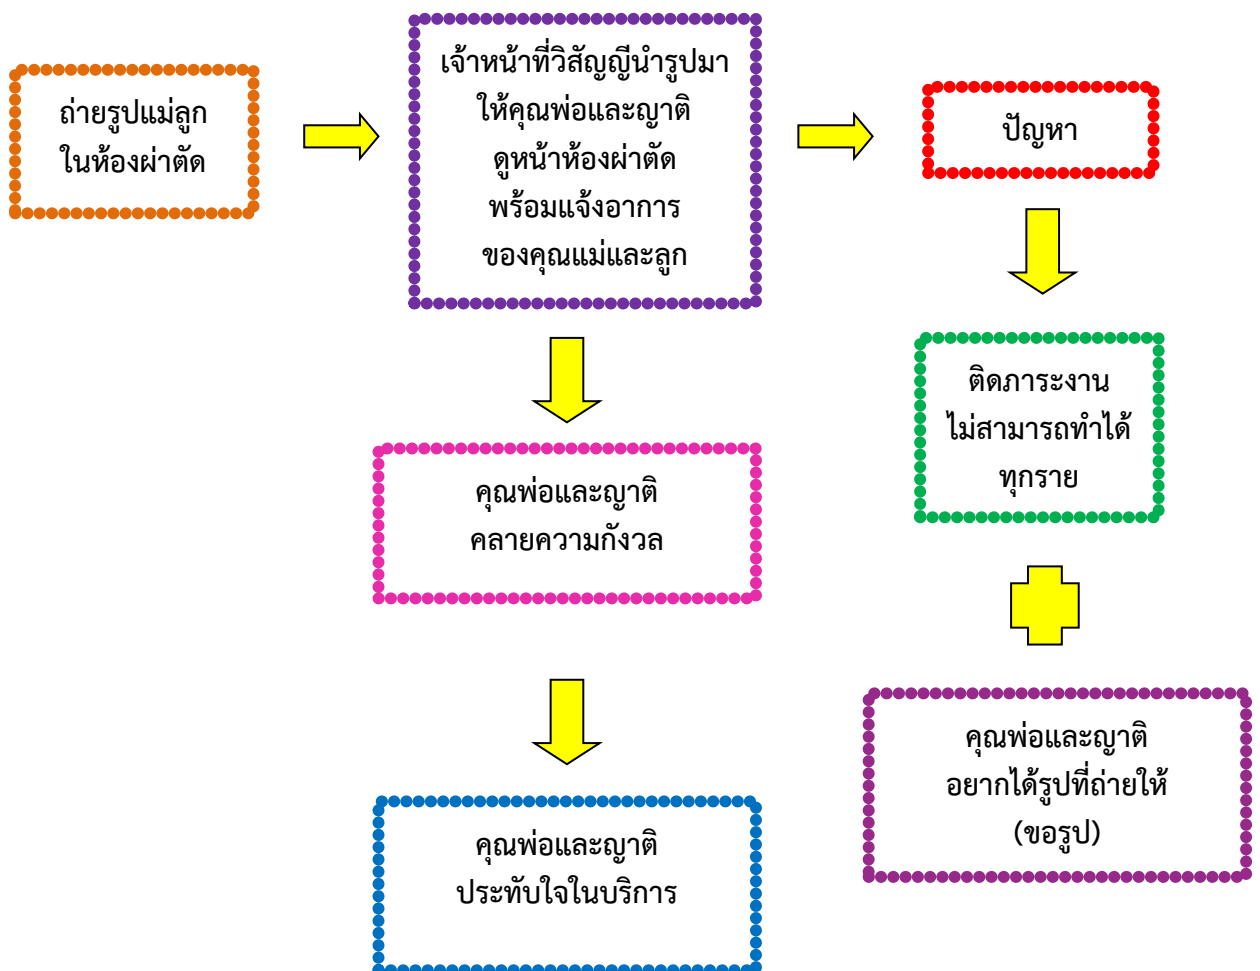 ถ่ายรูปแม่ลูก
ในห้องผ่าตัด
เจ้าหน้าที่วิสัญญีนำรูปมา
ให้คุณพ่อและญาติ
ดูหน้าห้องผ่าตัด
พร้อมแจ้งอาการ
ของคุณแม่และลูก
ปัญหา
ติดภาระงาน
ไม่สามารถทำได้
ทุกราย
คุณพ่อและญาติ
คลายความกังวล
คุณพ่อและญาติ
อยากได้รูปที่ถ่ายให้
(ขอรูป)
คุณพ่อและญาติ
ประทับใจในบริการ